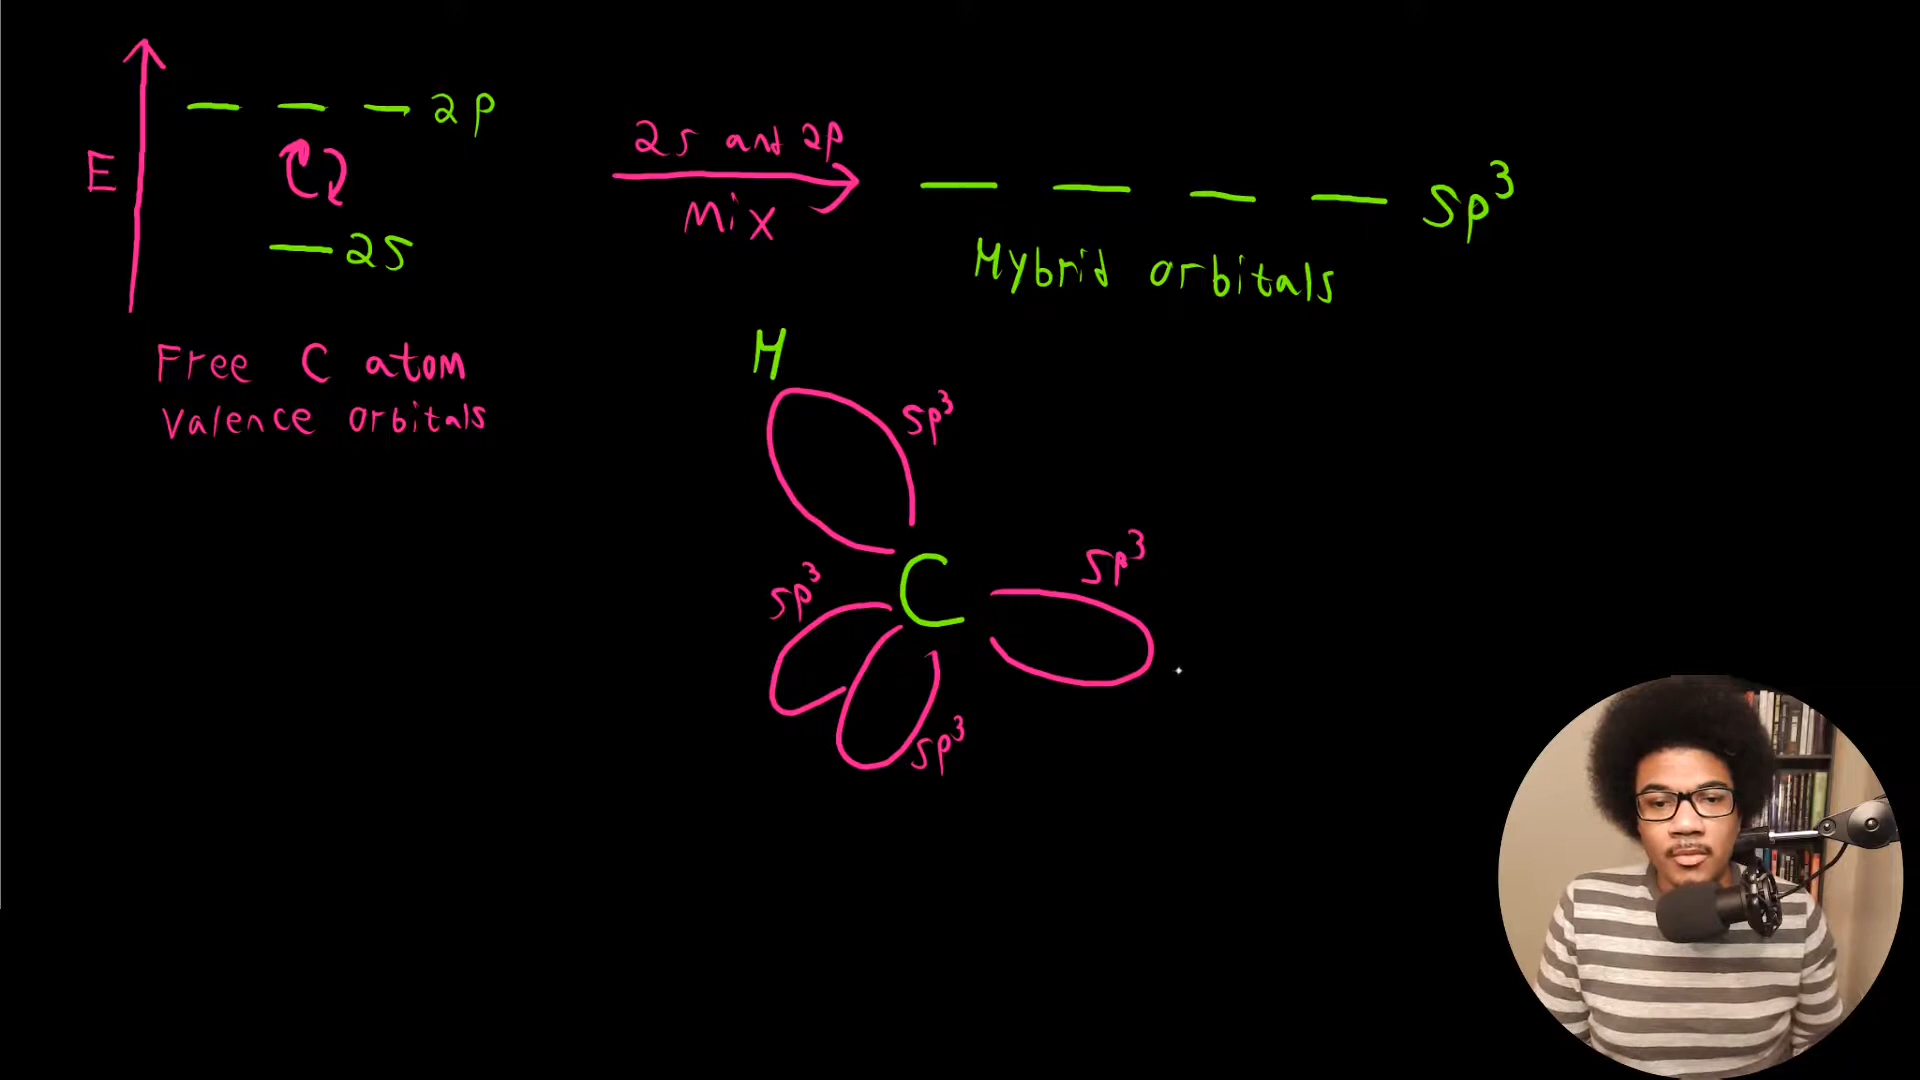 2p
E
2s
Free C atom
Valence orbitals
2s and 2p
mix
sp³
Hybrid orbitals
H
sp³
sp³
sp³
C
sp³